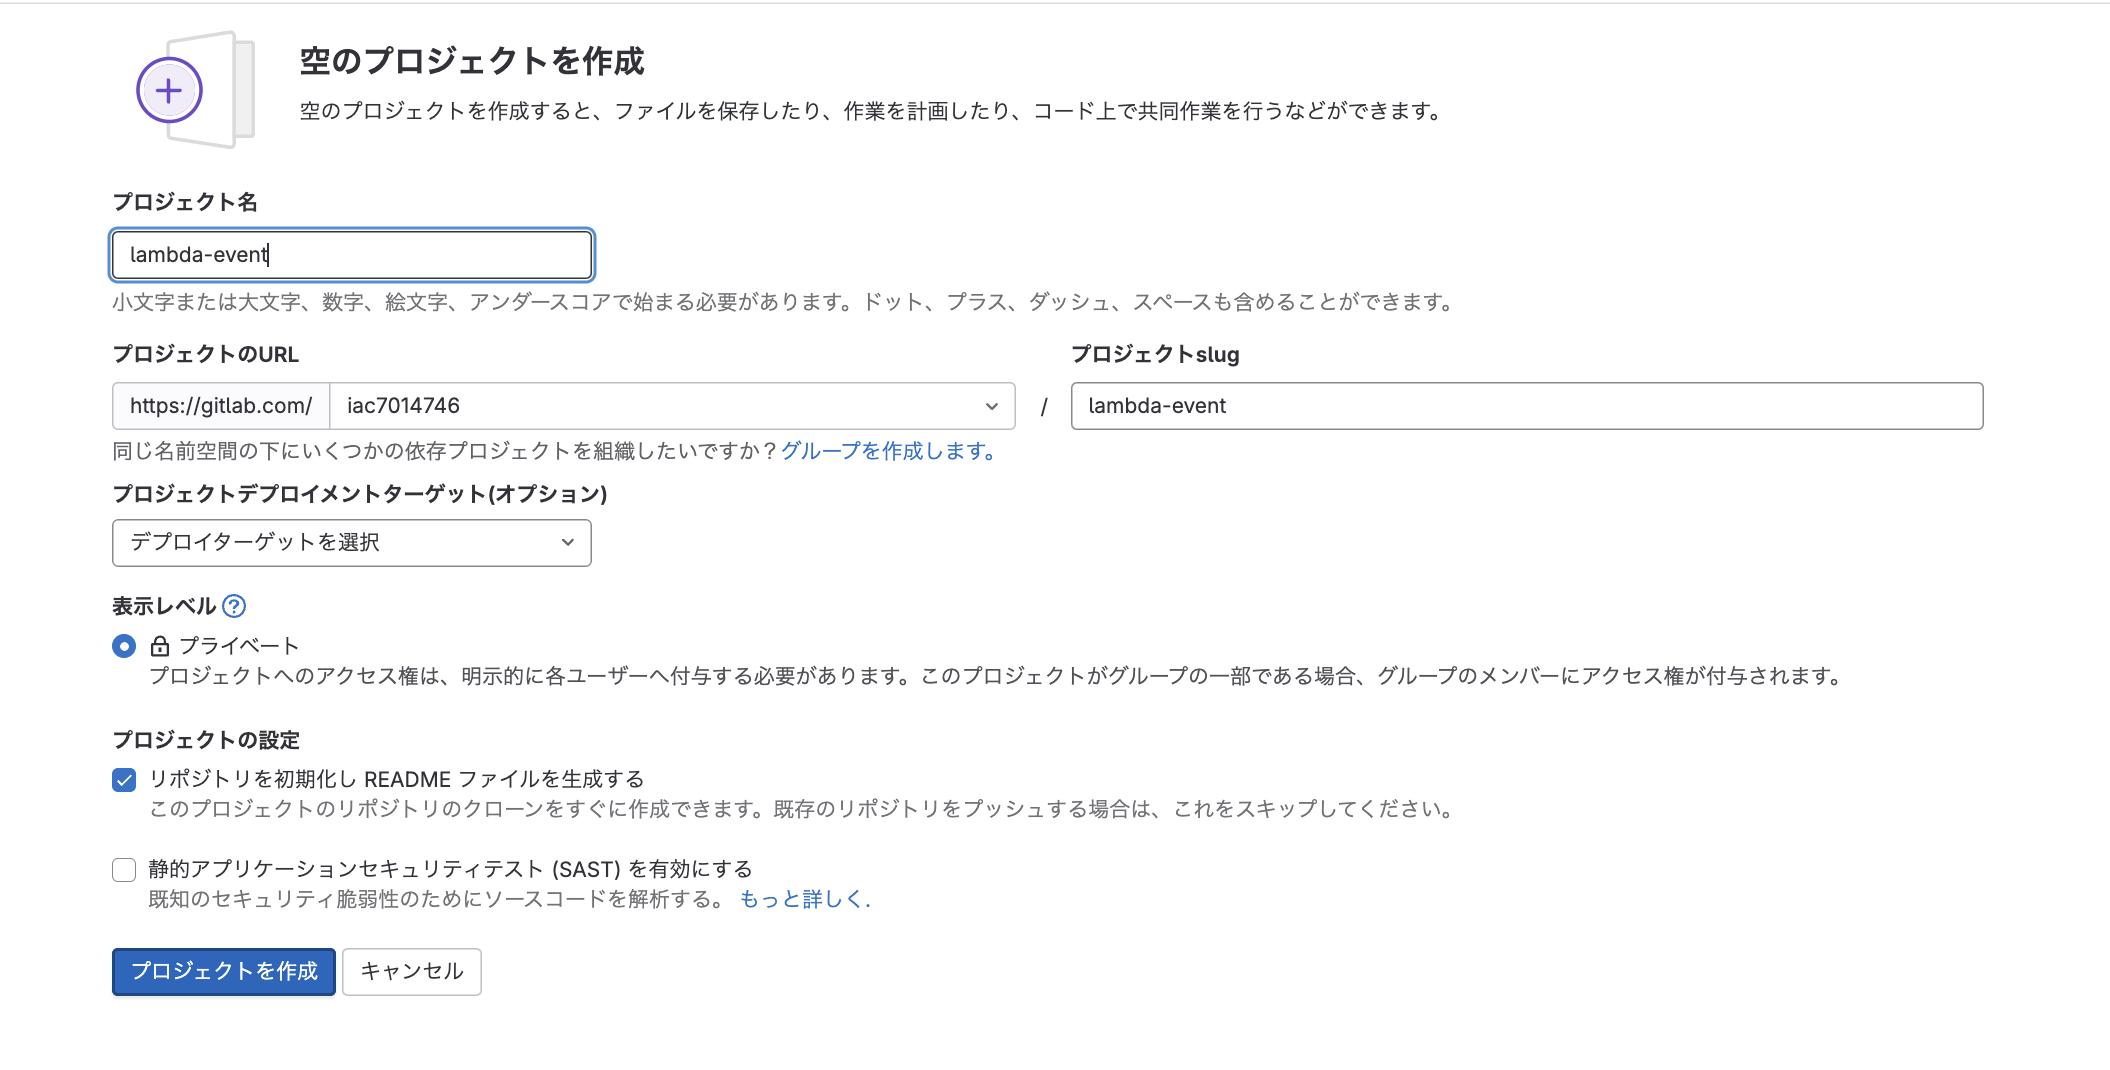 空のプロジェクトを作成
空のプロジェクトを作成すると、ファイルを保存したり、作業を計画したり、コード上で共同作業を行うなどができます。
プロジェクト名
lambda-event
小文字または大文字、数字、絵文字、アンダースコアで始まる必要があります。ドット、プラス、ダッシュ、スペースも含めることができます。
プロジェクトのURL
https://gitlab.com/ iac7014746
/
プロジェクトslug
lambda-event
同じ名前空間の下にいくつかの依存プロジェクトを組織したいですか？グループを作成します。
プロジェクトデプロイメントターゲット(オプション)
デプロイターゲットを選択
表示レベル ?
プライベート
プロジェクトへのアクセス権は、明示的に各ユーザーへ付与する必要があります。このプロジェクトがグループの一部である場合、グループのメンバーにアクセス権が付与されます。
プロジェクトの設定
リポジトリを初期化し README ファイルを生成する
このプロジェクトのリポジトリのクローンをすぐに作成できます。既存のリポジトリをプッシュする場合は、これをスキップしてください。
静的アプリケーションセキュリティテスト (SAST) を有効にする
既知のセキュリティ脆弱性のためにソースコードを解析する。 もっと詳しく.
プロジェクトを作成 キャンセル